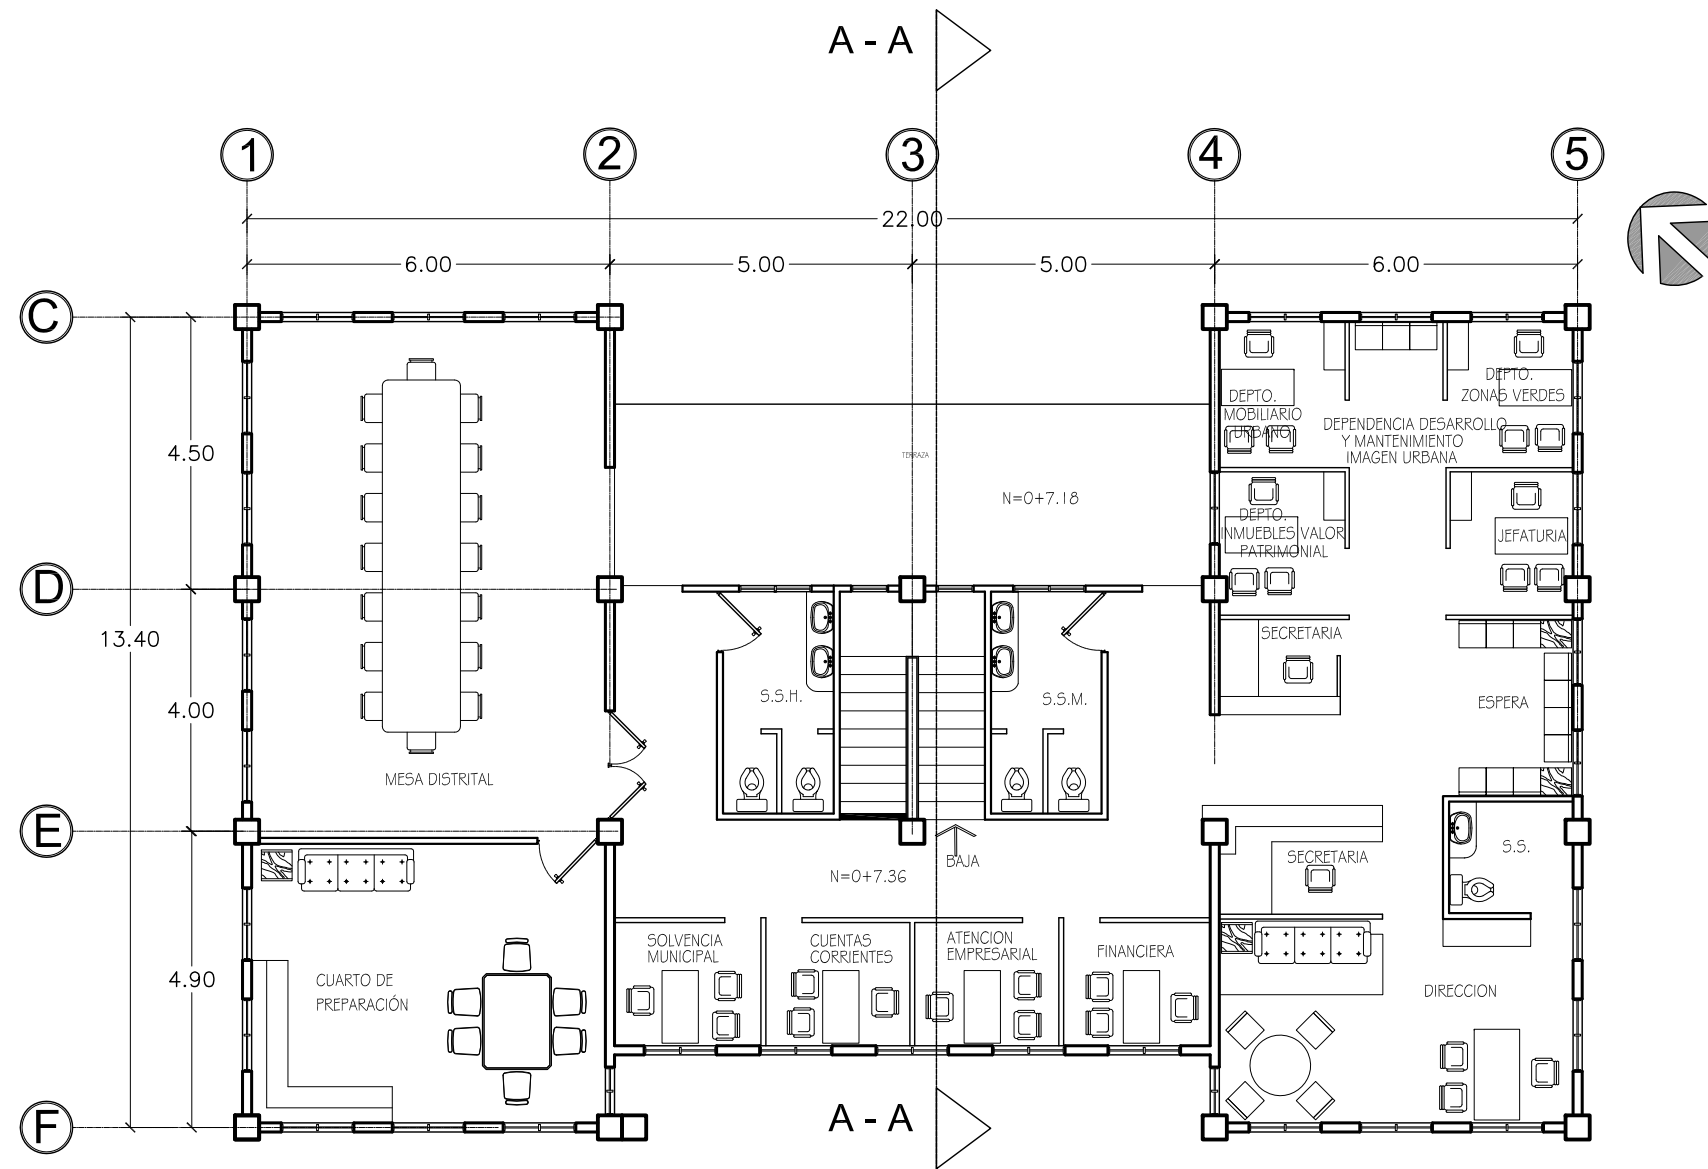 A - A
1
2
3
4
5
22.00
6.00
5.00
5.00
6.00
C
DEPTO.
ZONAS VERDES
DEPTO.
MOBILIARIO
URBANO
DEPENDENCIA DESARROLLO
Y MANTENIMIENTO
IMAGEN URBANA
4.50
TERRAZA
N=0+7.18
DEPTO.
INMUEBLES VALOR
PATRIMONIAL
JEFATURIA
D
13.40
SECRETARIA
4.00
S.S.H.
S.S.M.
ESPERA
MESA DISTRITAL
E
BAJA
N=0+7.36
SECRETARIA
S.S.
SOLVENCIA
MUNICIPAL
CUENTAS
CORRIENTES
ATENCION
EMPRESARIAL
FINANCIERA
4.90
CUARTO DE
PREPARACIÓN
DIRECCION
F
A - A